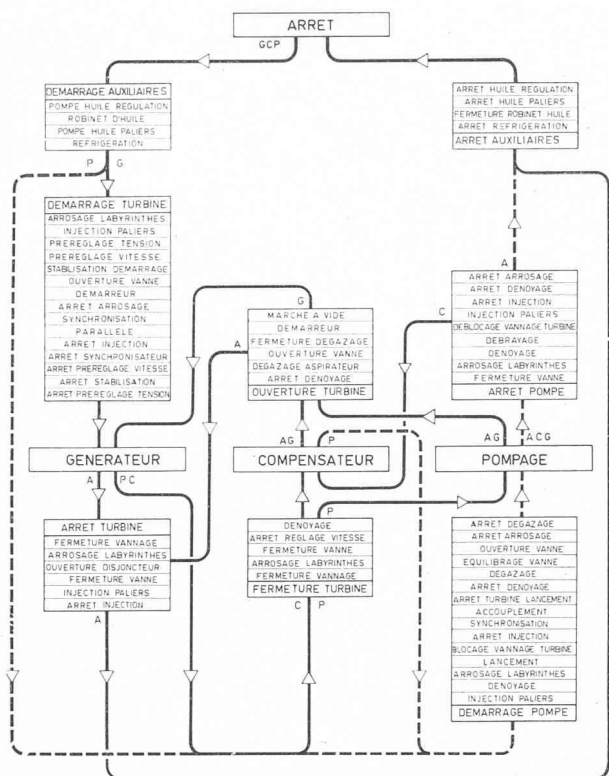 ARRET
GCP
DEMARRAGE AUXILIAIRES
POMPE HUILE REGULATION
ROBINET D'HUILE
POMPE HUILE PALIERS
REFRIGERATION
P G
DEMARRAGE TURBINE
ARROSAGE LABYRINTHES
INJECTION PALIERS
PREREGLAGE TENSION
PREREGLAGE VITESSE
STABILISATION DEMARRAGE
OUVERTURE VANNE
DEMARREUR
ARRET ARROSAGE
SYNCHRONISATION
PARALLELE
ARRET INJECTION
ARRET SYNCHRONISATEUR
ARRET PREREGLAGE VITESSE
ARRET STABILISATION
ARRET PREREGLAGE TENSION
GENERATEUR
A PC
ARRET TURBINE
FERMETURE VANNAGE
ARROSAGE LABYRINTHES
OUVERTURE DISJONCTEUR
FERMETURE VANNE
INJECTION PALIERS
ARRET INJECTION
A
G
MARCHE A VIDE
DEMARREUR
FERMETURE DEGAZAGE
OUVERTURE VANNE
DEGAZAGE ASPIRATEUR
ARRET DENOYAGE
OUVERTURE TURBINE
A
AG P
COMPENSATEUR
P
DENOYAGE
ARRET REGLAGE VITESSE
FERMETURE VANNE
ARROSAGE LABYRINTHES
FERMETURE VANNAGE
FERMETURE TURBINE
C P
ARRET HUILE REGULATION
ARRET HUILE PALIERS
FERMETURE ROBINET HUILE
ARRET REFRIGERATION
ARRET AUXILIAIRES
A
C
ARRET ARROSAGE
ARRET DENOYAGE
ARRET INJECTION
INJECTION PALIERS
DEBLOCAGE VANNAGE TURBINE
DEBRAYAGE
DENOYAGE
ARROSAGE LABYRINTHES
FERMETURE VANNE
ARRET POMPE
AG ACG
POMPAGE
ARRET DEGAZAGE
ARRET ARROSAGE
OUVERTURE VANNE
EQUILIBRAGE VANNE
DEGAZAGE
ARRET DENOYAGE
ARRET TURBINE LANCEMENT
ACCOUPLEMENT
SYNCHRONISATION
ARRET INJECTION
BLOCAGE VANNAGE TURBINE
LANCEMENT
ARROSAGE LABYRINTHES
DENOYAGE
INJECTION PALIERS
DEMARRAGE POMPE